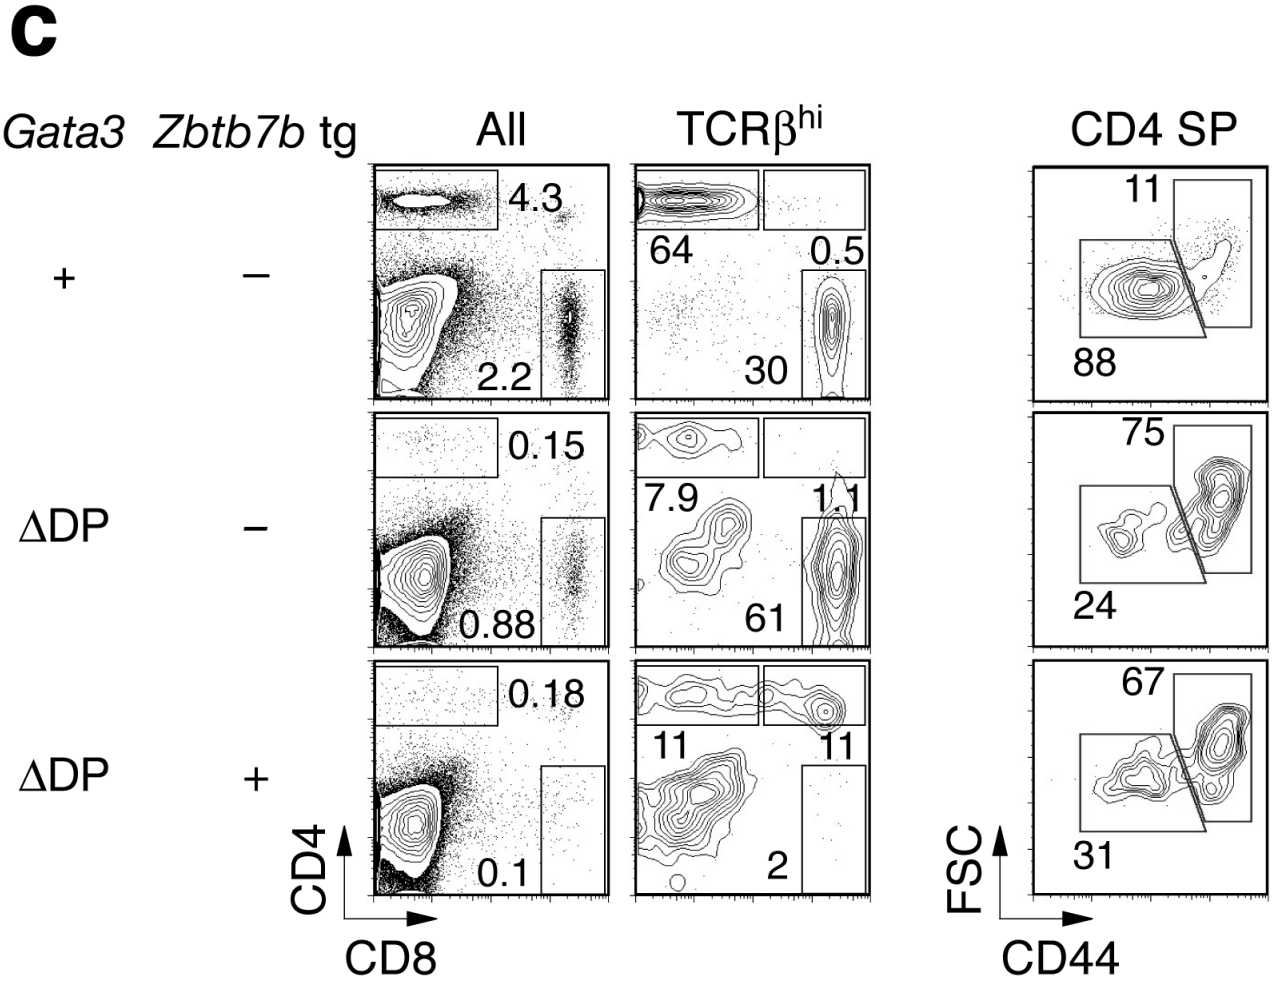 c
Gata3 Zbtb7b tg All TCRβhi CD4 SP
+ − 4.3 2.2 64 0.5 30 11 88
ΔDP − 0.15 0.88 7.9 1.1 61 75 24
ΔDP + 0.18 0.1 11 11 2 67 31
CD4
CD8
FSC
CD44